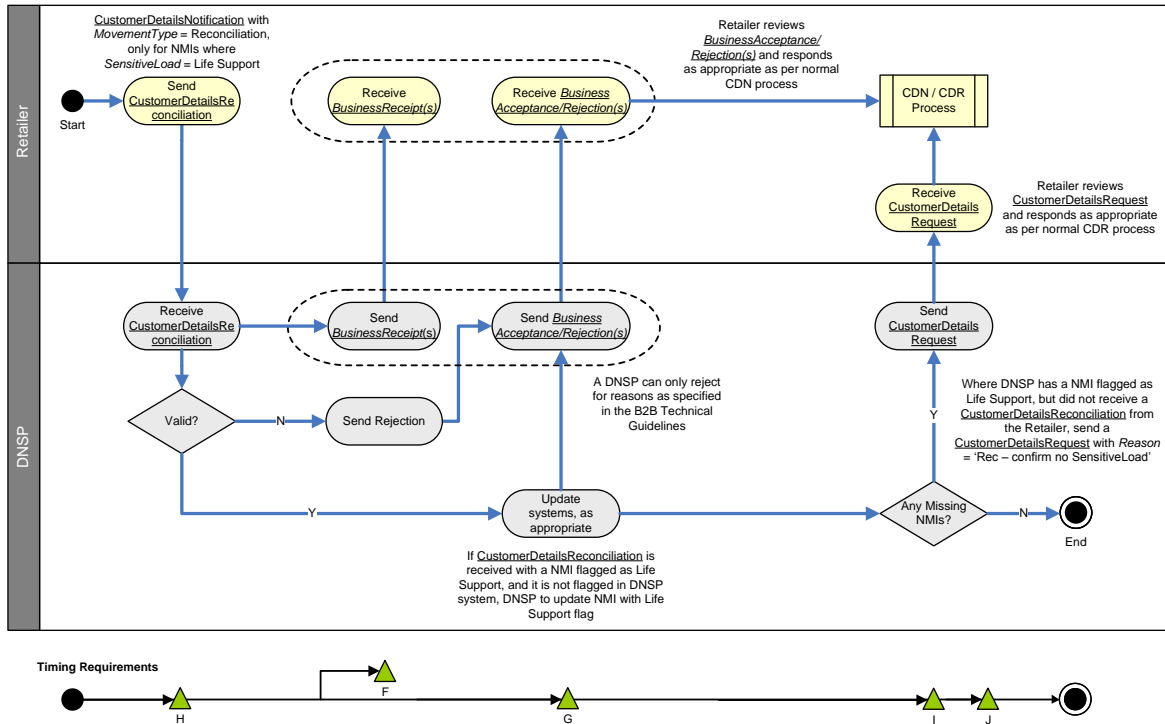 CustomerDetailsNotification with
MovementType = Reconciliation,
only for NMIs where
SensitiveLoad = Life Support
Retailer reviews
BusinessAcceptance/
Rejection(s) and responds
as appropriate as per normal
CDN process
Retailer
Start
Send
CustomerDetailsRe
conciliation
Receive
BusinessReceipt(s)
Receive Business
Acceptance/Rejection(s)
CDN / CDR
Process
Receive
CustomerDetails
Request
Retailer reviews
CustomerDetailsRequest
and responds as appropriate
as per normal CDR process
DNSP
Receive
CustomerDetailsRe
conciliation
Send
BusinessReceipt(s)
Send Business
Acceptance/Rejection(s)
Send
CustomerDetails
Request
A DNSP can only reject
for reasons as specified
in the B2B Technical
Guidelines
Where DNSP has a NMI flagged as
Life Support, but did not receive a
CustomerDetailsReconciliation from
the Retailer, send a
CustomerDetailsRequest with Reason
= ‘Rec – confirm no SensitiveLoad’
Valid?
N
Send Rejection
Y
Y
Update
systems, as
appropriate
Any Missing
NMIs?
N
End
If CustomerDetailsReconciliation is
received with a NMI flagged as Life
Support, and it is not flagged in DNSP
system, DNSP to update NMI with Life
Support flag
Timing Requirements
H
F
G
I
J